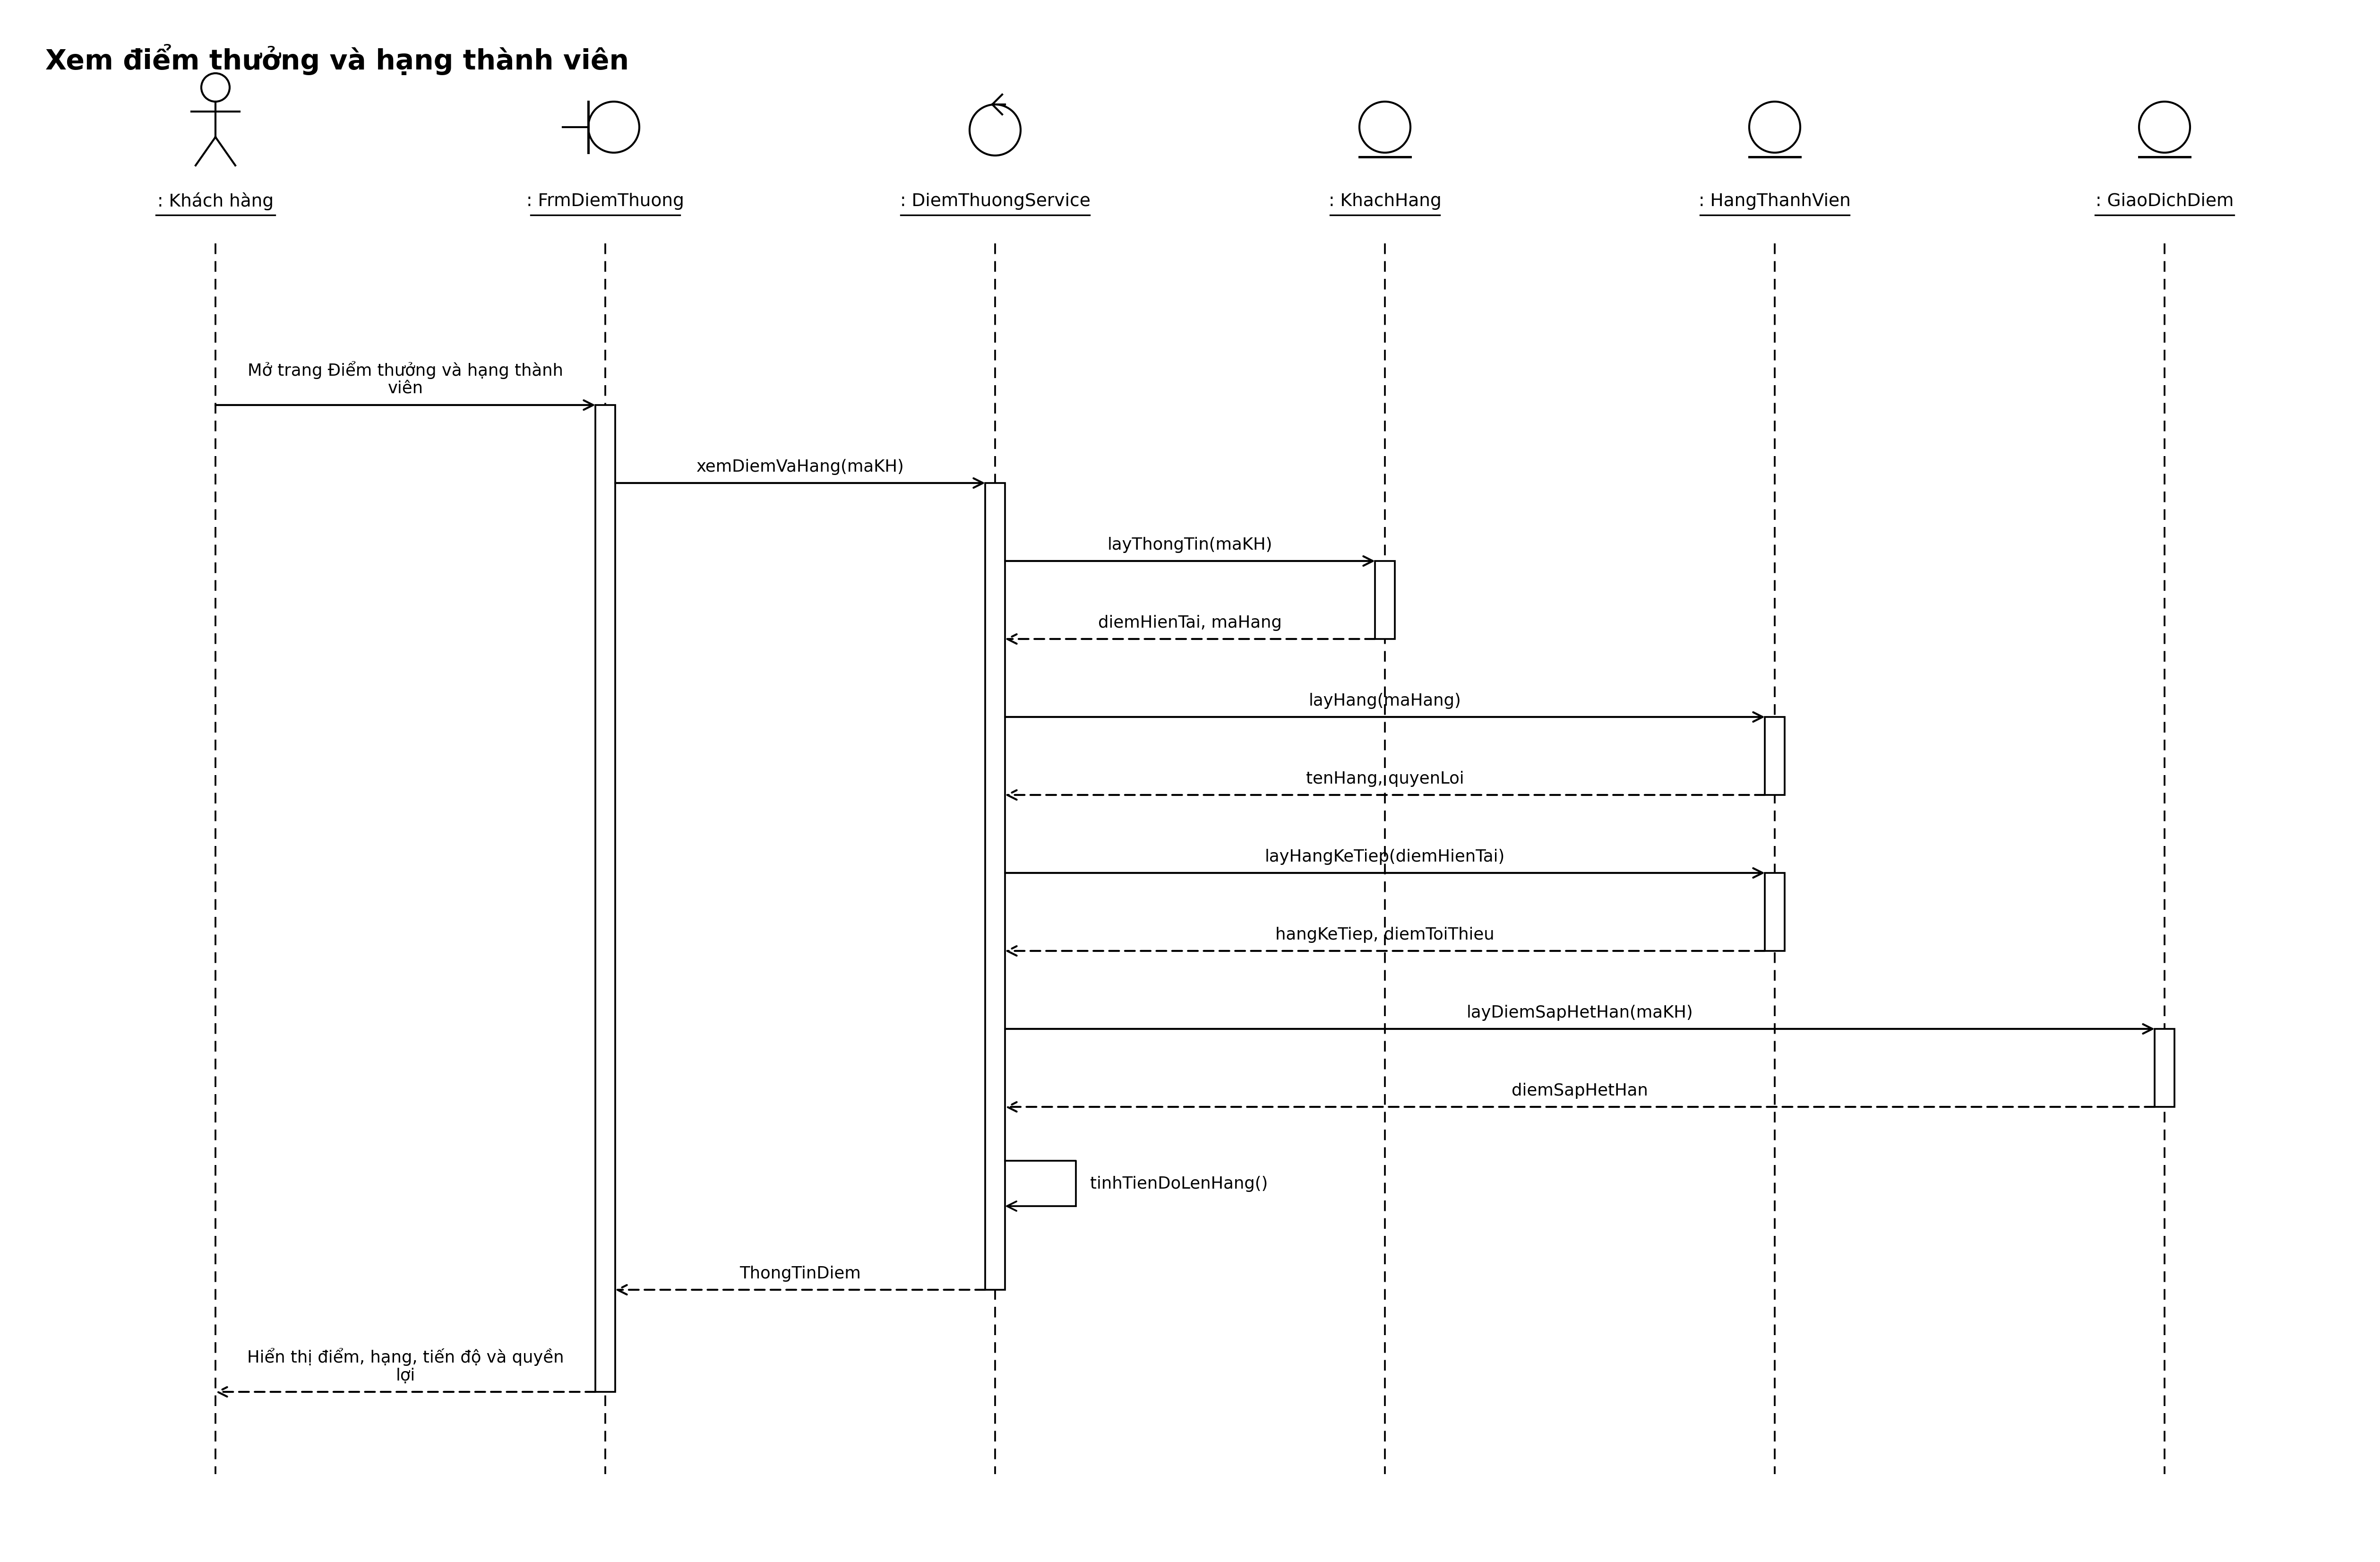 Xem điểm thưởng và hạng thành viên
: Khách hàng
: FrmDiemThuong
: DiemThuongService
: KhachHang
: HangThanhVien
: GiaoDichDiem
Mở trang Điểm thưởng và hạng thành
viên
xemDiemVaHang(maKH)
layThongTin(maKH)
diemHienTai, maHang
layHang(maHang)
tenHang, quyenLoi
layHangKeTiep(diemHienTai)
hangKeTiep, diemToiThieu
layDiemSapHetHan(maKH)
diemSapHetHan
tinhTienDoLenHang()
ThongTinDiem
Hiển thị điểm, hạng, tiến độ và quyền
lợi